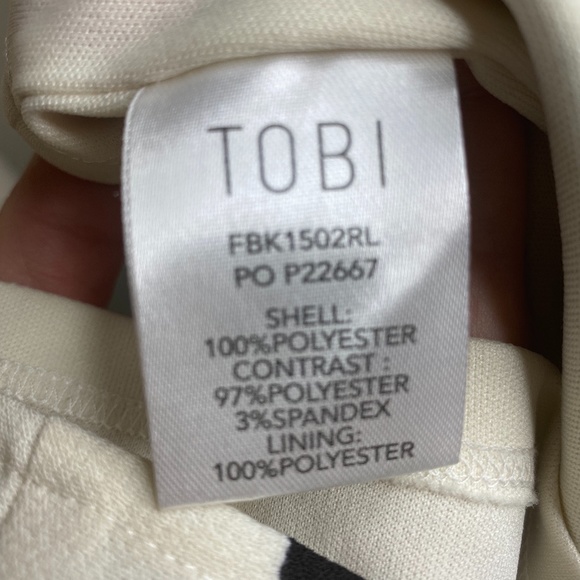 TOBI
FBK1502RL
PO P22667
SHELL:
100%POLYESTER
CONTRAST :
97%POLYESTER
3%SPANDEX
LINING:
100%POLYESTER